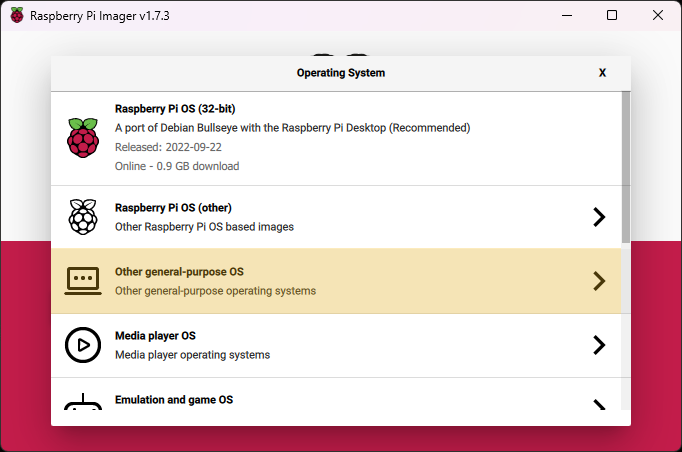 Raspberry Pi Imager v1.7.3
Operating System
X
Raspberry Pi OS (32-bit)
A port of Debian Bullseye with the Raspberry Pi Desktop (Recommended)
Released: 2022-09-22
Online - 0.9 GB download
Raspberry Pi OS (other)
Other Raspberry Pi OS based images
Other general-purpose OS
Other general-purpose operating systems
Media player OS
Media player operating systems
Emulation and game OS